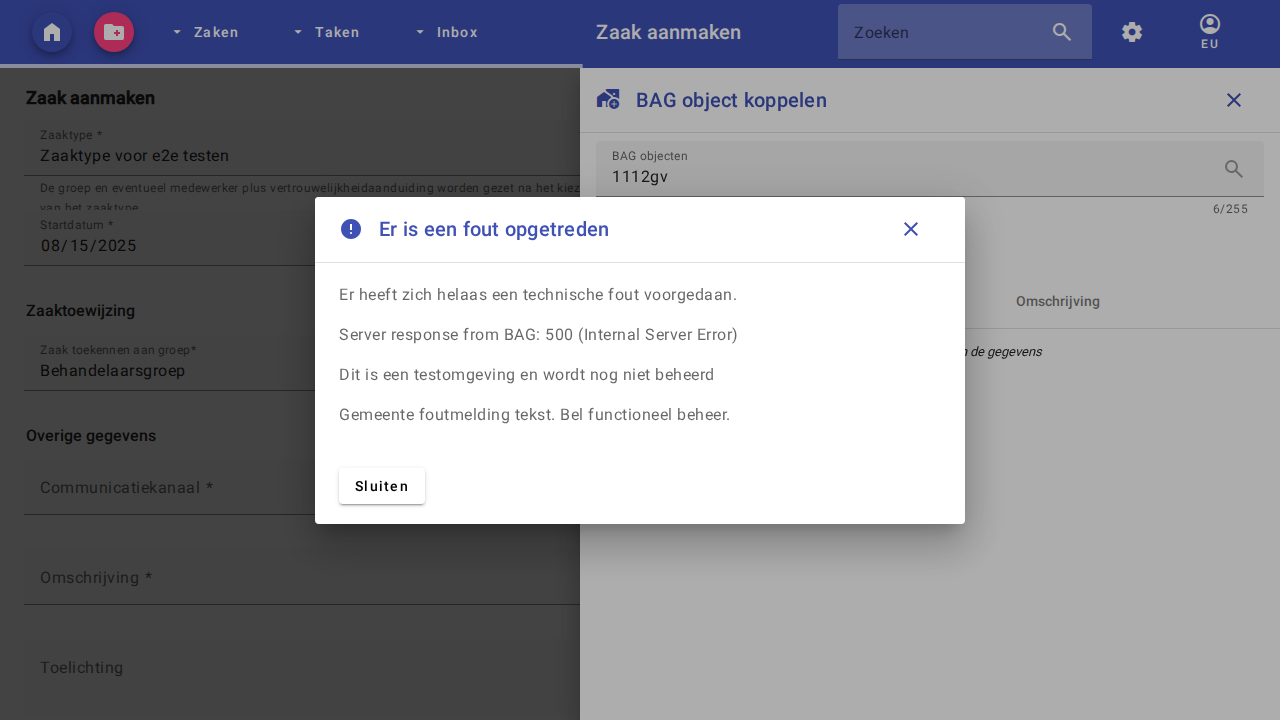 Zaken
Taken
Inbox
Zaak aanmaken
Zoeken
EU
Zaak aanmaken
Zaaktype *
Zaaktype voor e2e testen
De groep en eventueel medewerker plus vertrouwelijkheidaanduiding worden gezet na het kiez
van het zaaktype
Startdatum *
08/15/2025
Zaaktoewijzing
Zaak toekennen aan groep*
Behandelaarsgroep
Overige gegevens
Communicatiekanaal *
Omschrijving *
Toelichting
BAG object koppelen
BAG objecten
1112gv
6/255
Omschrijving
de gegevens
Er is een fout opgetreden
Er heeft zich helaas een technische fout voorgedaan.
Server response from BAG: 500 (Internal Server Error)
Dit is een testomgeving en wordt nog niet beheerd
Gemeente foutmelding tekst. Bel functioneel beheer.
Sluiten